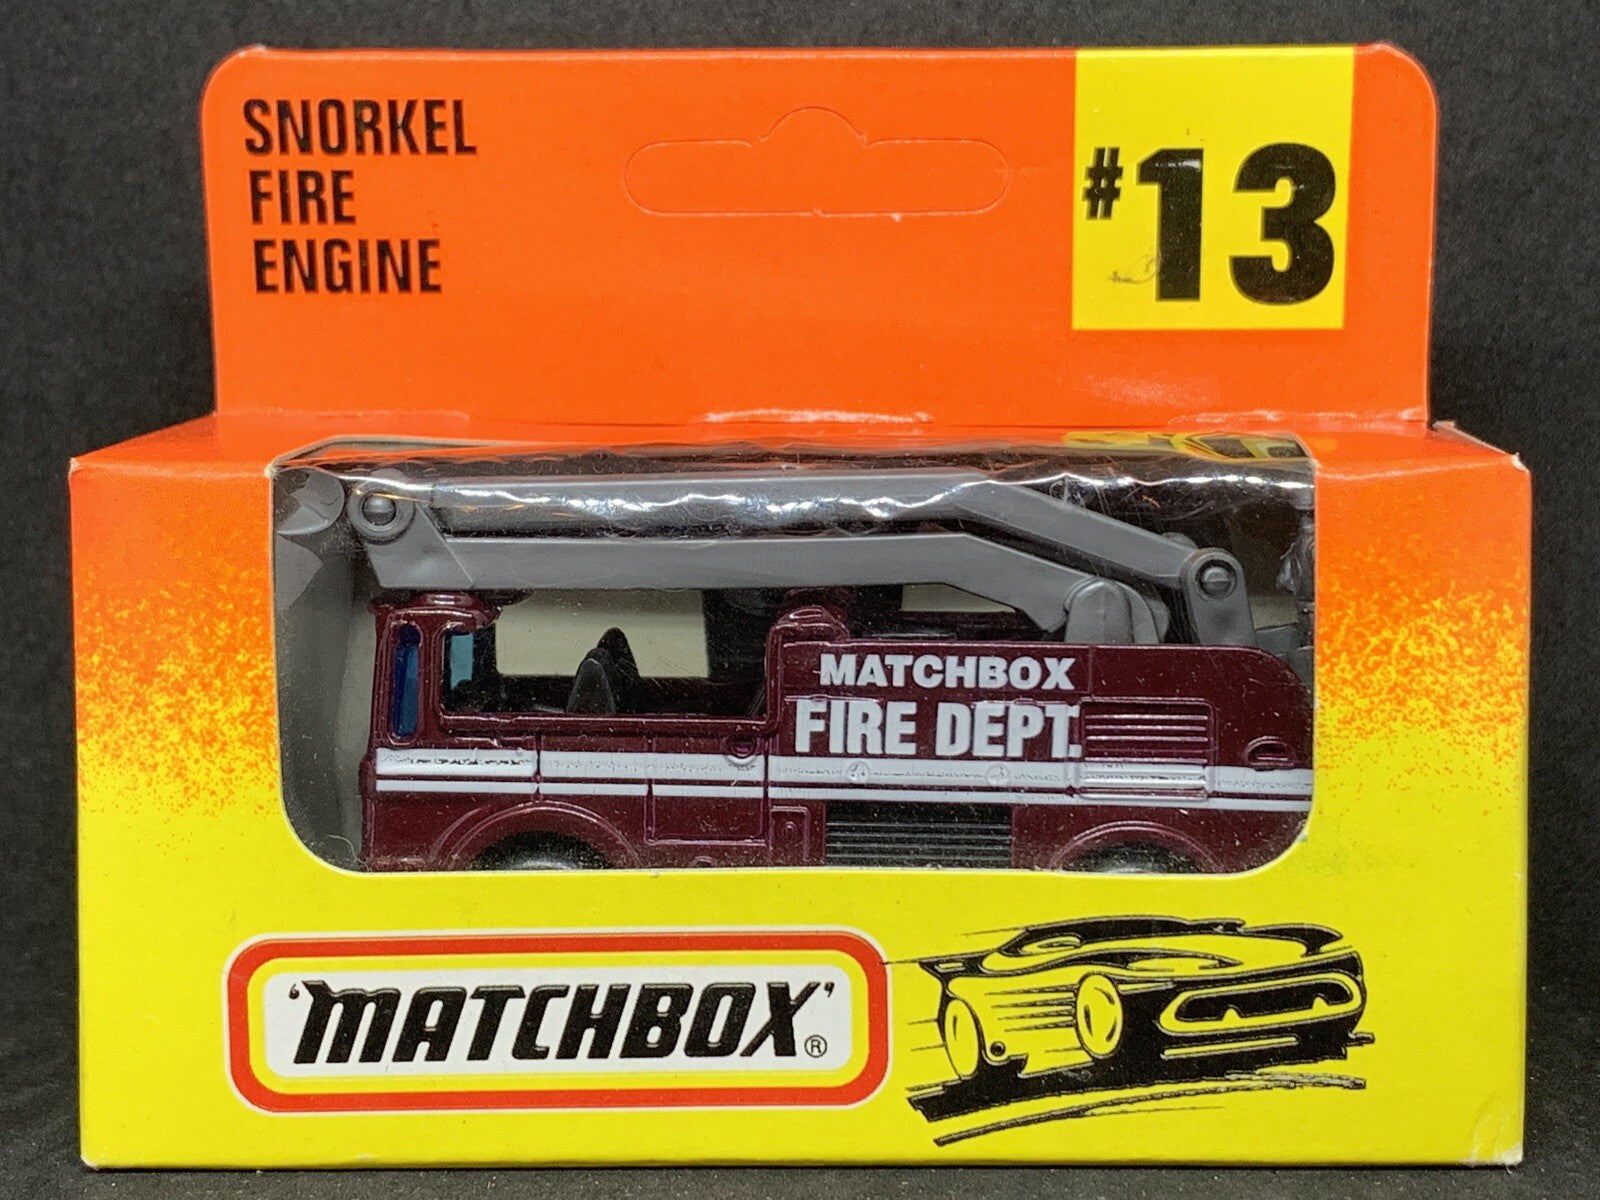 SNORKEL
FIRE
ENGINE
#13
MATCHBOX
FIRE DEPT.
'MATCHBOX'®